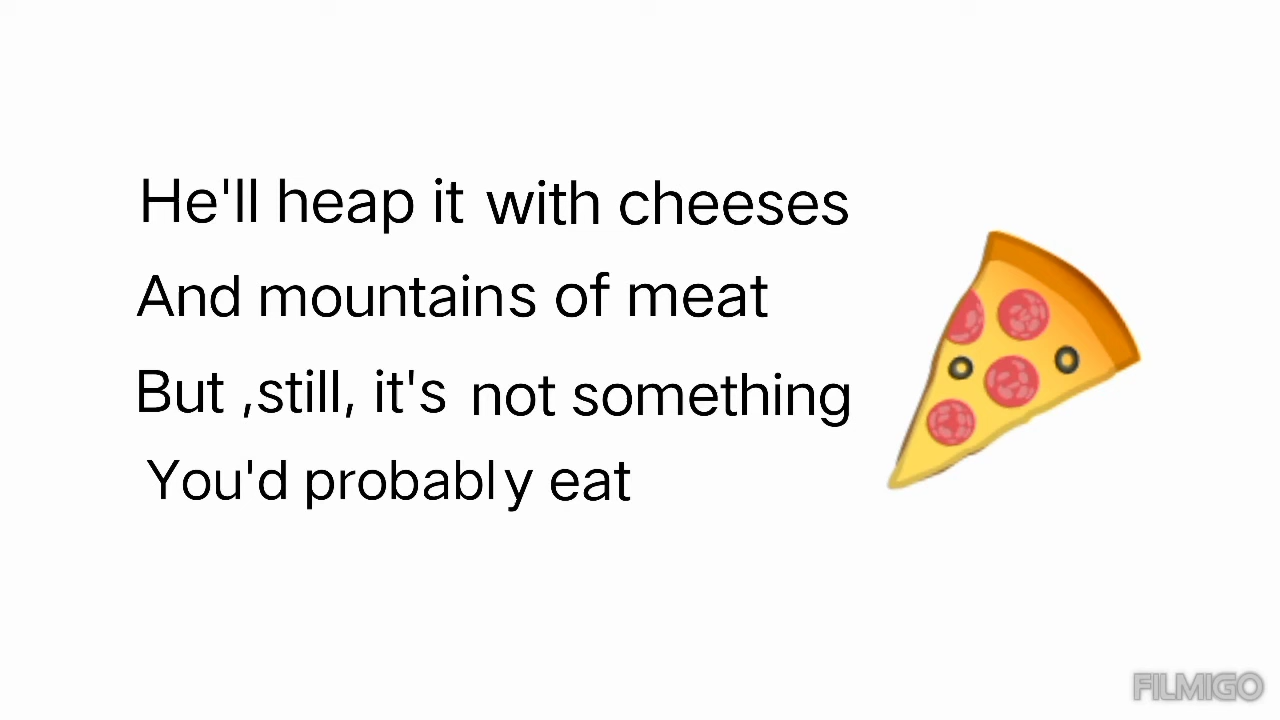 He'll heap it with cheeses
And mountains of meat
But ,still, it's not something
You'd probably eat
FILMIGO